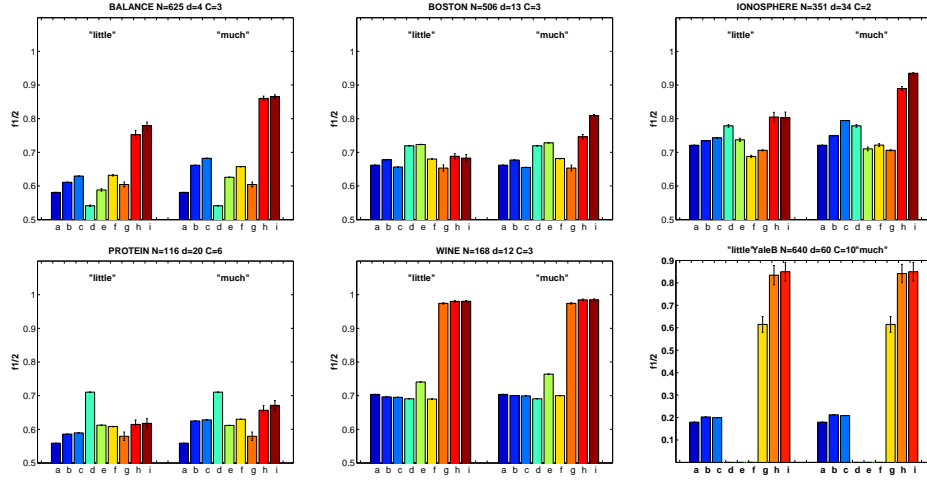 BALANCE N=625 d=4 C=3
"little" "much"
f1/2
1
0.9
0.8
0.7
0.6
0.5
a b c d e f g h i a b c d e f g h i
BOSTON N=506 d=13 C=3
"little" "much"
f1/2
1
0.9
0.8
0.7
0.6
0.5
a b c d e f g h i a b c d e f g h i
IONOSPHERE N=351 d=34 C=2
"little" "much"
f1/2
1
0.9
0.8
0.7
0.6
0.5
a b c d e f g h i a b c d e f g h i
PROTEIN N=116 d=20 C=6
"little" "much"
f1/2
1
0.9
0.8
0.7
0.6
0.5
a b c d e f g h i a b c d e f g h i
WINE N=168 d=12 C=3
"little" "much"
f1/2
1
0.9
0.8
0.7
0.6
0.5
a b c d e f g h i a b c d e f g h i
"little"YaleB N=640 d=60 C=10"much"
f1/2
0.9
0.8
0.7
0.6
0.5
0.4
0.3
0.2
0.1
a b c d e f g h i a b c d e f g h i